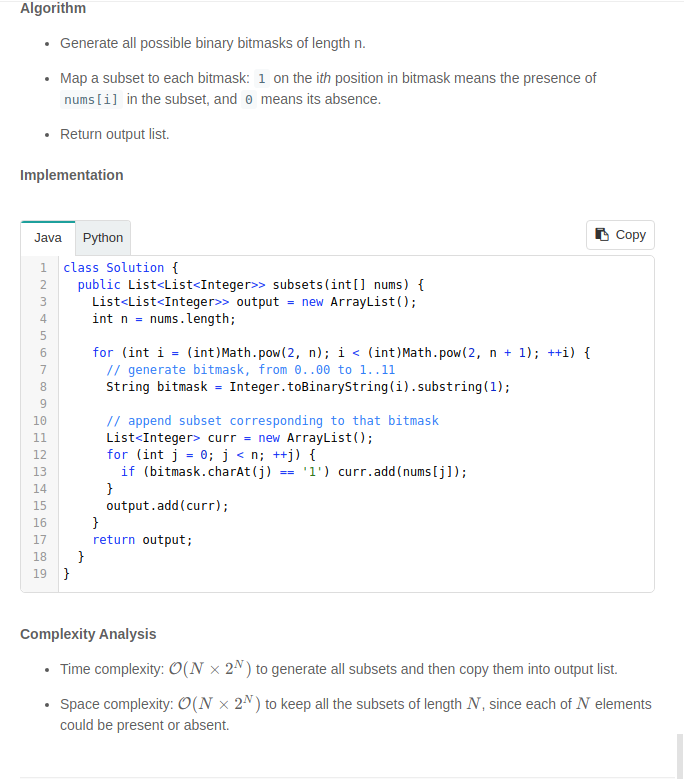 Algorithm
• Generate all possible binary bitmasks of length n.
• Map a subset to each bitmask: 1 on the ith position in bitmask means the presence of
nums[i] in the subset, and 0 means its absence.
• Return output list.
Implementation
Java Python Copy
1 class Solution {
2   public List<List<Integer>> subsets(int[] nums) {
3     List<List<Integer>> output = new ArrayList();
4     int n = nums.length;
5
6     for (int i = (int)Math.pow(2, n); i < (int)Math.pow(2, n + 1); ++i) {
7       // generate bitmask, from 0..00 to 1..11
8       String bitmask = Integer.toBinaryString(i).substring(1);
9
10       // append subset corresponding to that bitmask
11       List<Integer> curr = new ArrayList();
12       for (int j = 0; j < n; ++j) {
13         if (bitmask.charAt(j) == '1') curr.add(nums[j]);
14       }
15       output.add(curr);
16     }
17     return output;
18   }
19 }
Complexity Analysis
• Time complexity: O(N × 2^N) to generate all subsets and then copy them into output list.
• Space complexity: O(N × 2^N) to keep all the subsets of length N, since each of N elements
could be present or absent.